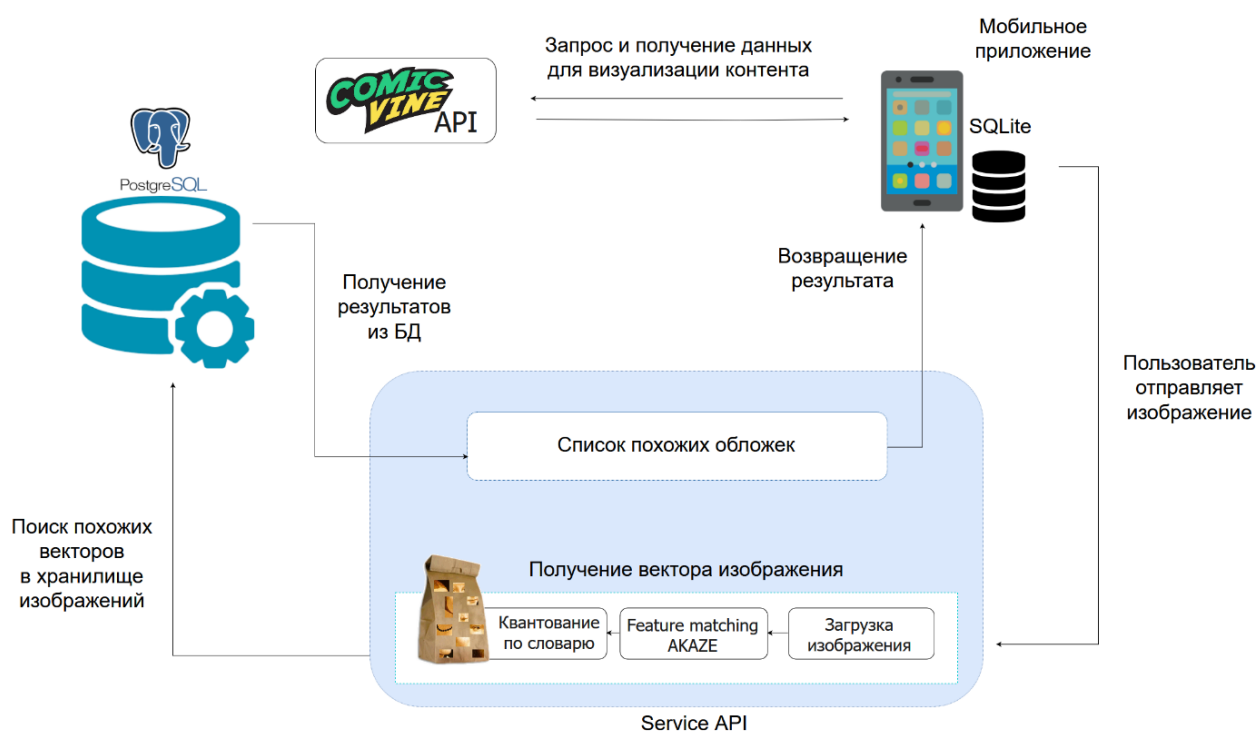 Мобильное
приложение
Запрос и получение данных
для визуализации контента
COMIC
VINE
API
SQLite
PostgreSQL
Получение
результатов
из БД
Возвращение
результата
Пользователь
отправляет
изображение
Список похожих обложек
Поиск похожих
векторов
в хранилище
изображений
Получение вектора изображения
Квантование
по словарю
Feature matching
AKAZE
Загрузка
изображения
Service API